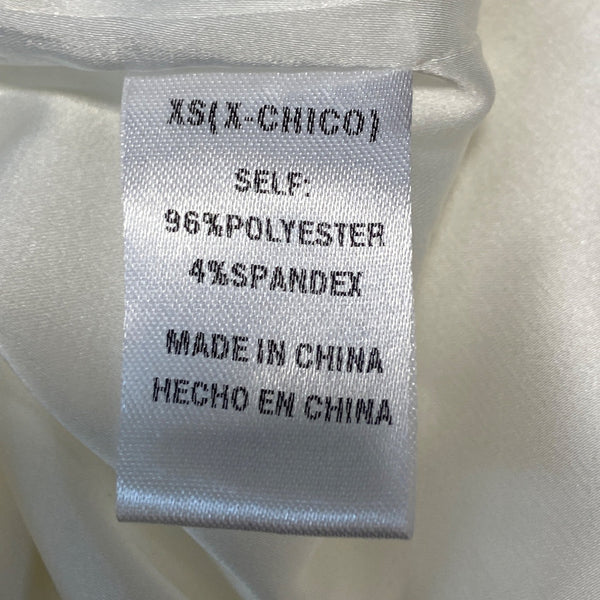 XS(X-CHICO)
SELF:
96%POLYESTER
4%SPANDEX
MADE IN CHINA
HECHO EN CHINA